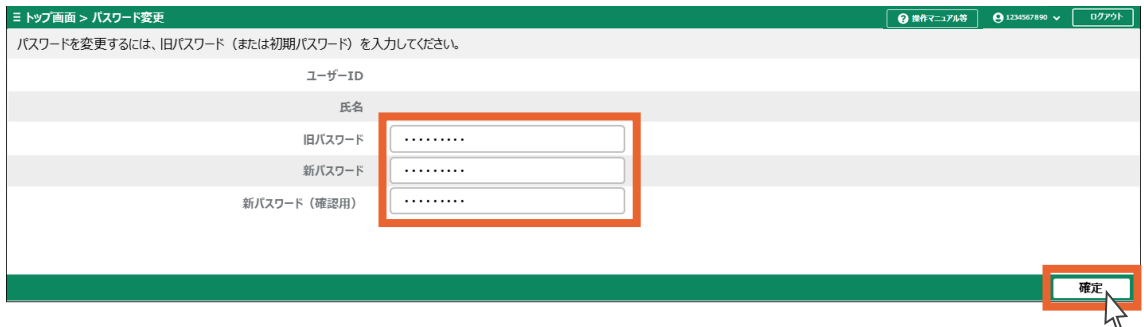 トップ画面 > パスワード変更
操作マニュアル等
1234567890
ログアウト
パスワードを変更するには、旧パスワード（または初期パスワード）を入力してください。
ユーザーID
氏名
旧パスワード
•••••••••
新パスワード
•••••••••
新パスワード（確認用）
•••••••••
確定